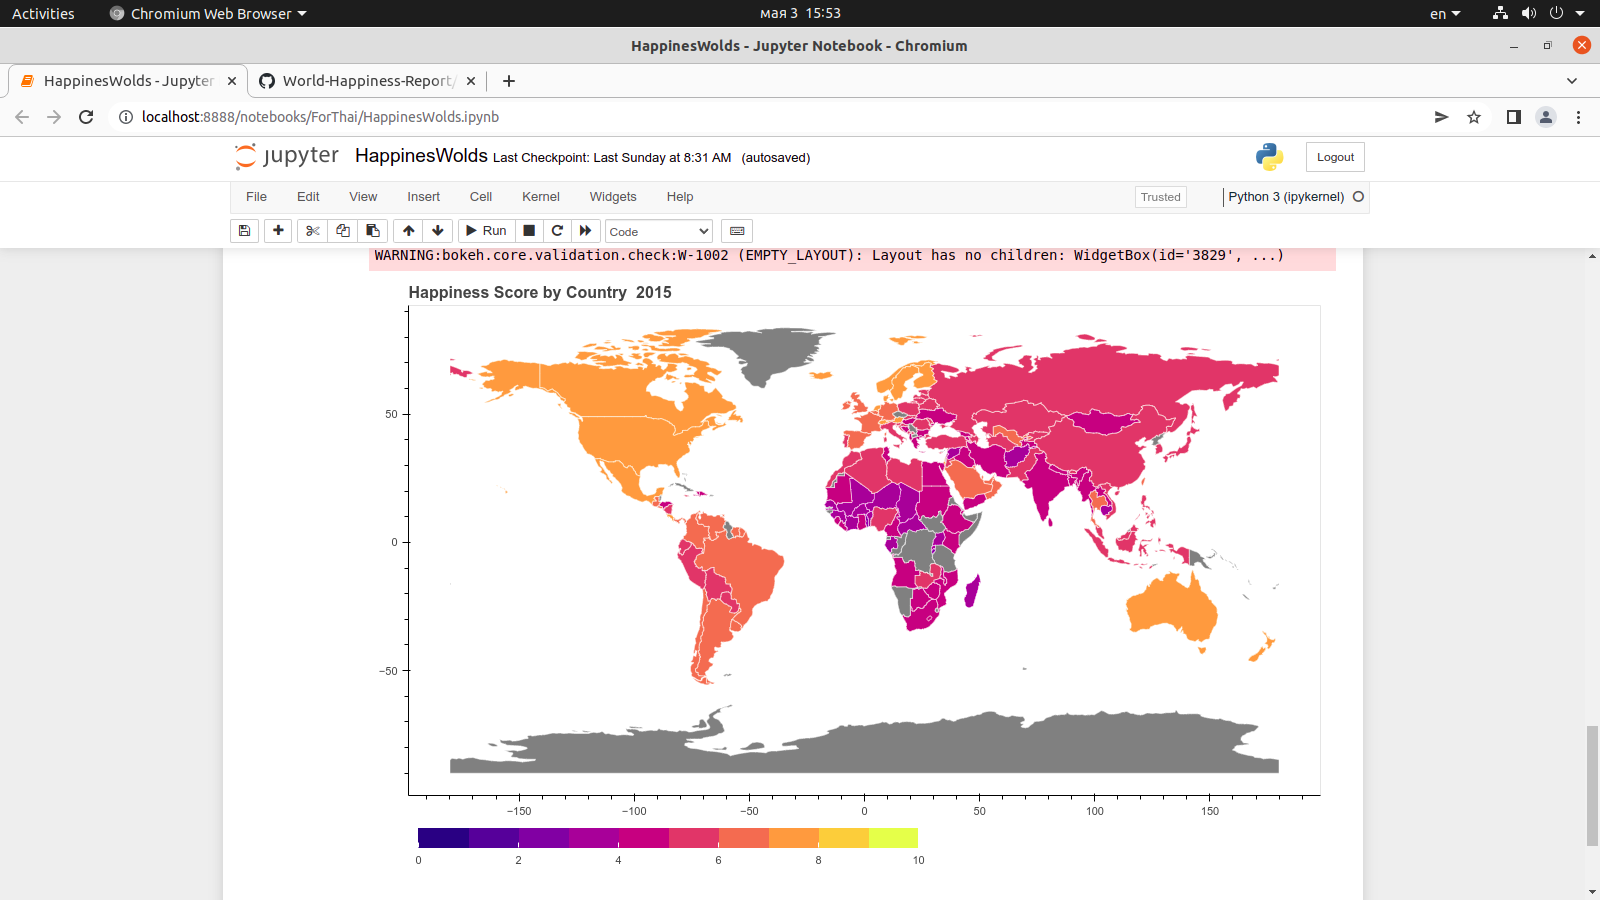 Activities Chromium Web Browser мая 3 15:53 en
HappinesWolds - Jupyter Notebook - Chromium
HappinesWolds - Jupyter World-Happiness-Report/
localhost:8888/notebooks/ForThai/HappinesWolds.ipynb
jupyter HappinesWolds Last Checkpoint: Last Sunday at 8:31 AM (autosaved) Logout
File Edit View Insert Cell Kernel Widgets Help Trusted Python 3 (ipykernel)
Run Code
WARNING:bokeh.core.validation.check:W-1002 (EMPTY_LAYOUT): Layout has no children: WidgetBox(id='3829', ...)
Happiness Score by Country 2015
50
0
−50
−150 −100 −50 0 50 100 150
0 2 4 6 8 10